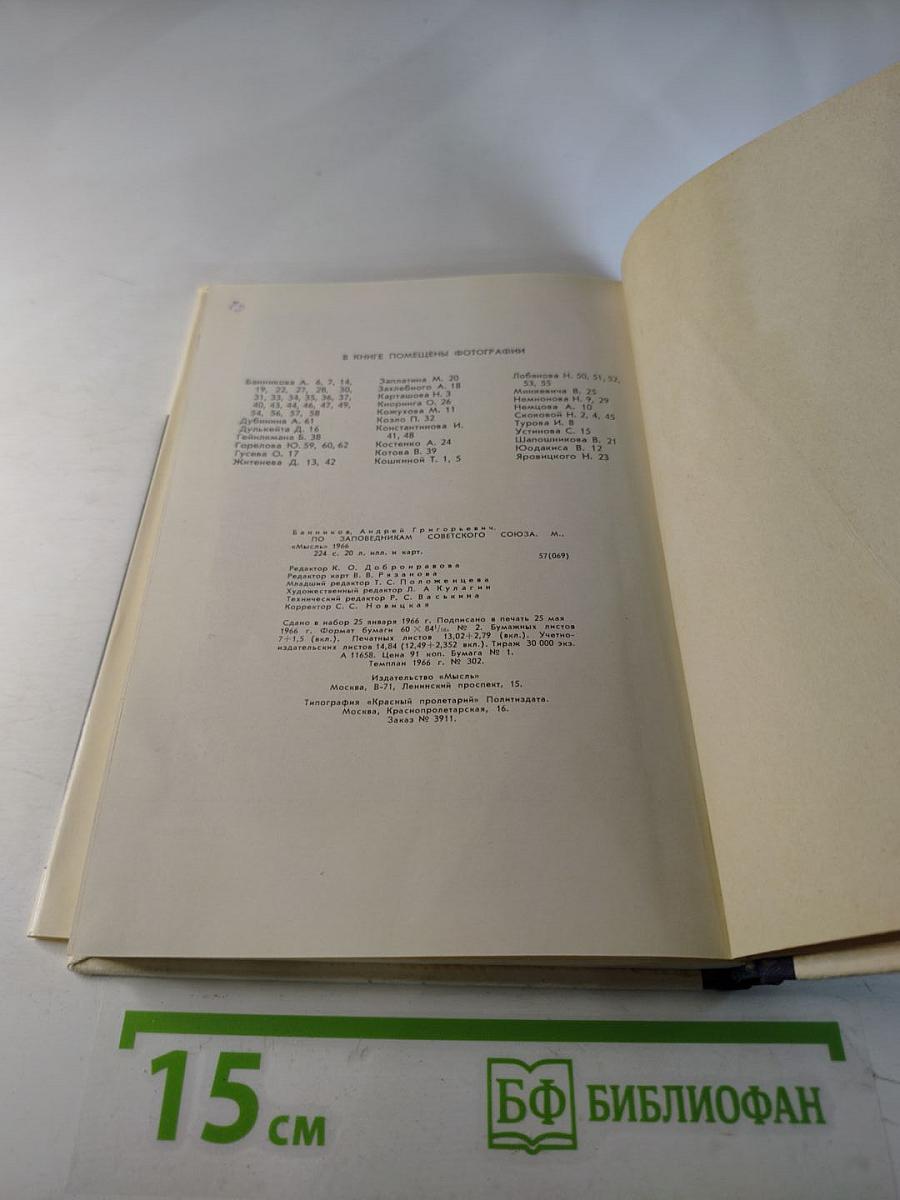 В КНИГЕ ПОМЕЩЕНЫ ФОТОГРАФИИ
Банникова А. 6, 7, 14,
19, 22, 27, 28, 30,
31, 33, 34, 35, 36, 37,
40, 43, 44, 46, 47, 49,
54, 56, 57, 58
Дубинина А. 61
Дулькейта Д. 16
Гейнлямана Б. 38
Горелова Ю. 59, 60, 62
Гусева О. 17
Житенева Д. 13, 42
Заплатина М. 20
Захлебного А. 18
Карташова Н. 3
Кноринга О. 26
Кожухова М. 11
Козло П. 32
Константинова И.
41, 48
Костенко А. 24
Котова В. 39
Кошкиной Т. 1, 5
Лобанова Н. 50, 51, 52,
53, 55
Минкевича В. 25
Немнонова Н. 9, 29
Немцова А. 10
Скоковой Н. 2, 4, 45
Турова И. 8
Устинова С. 15
Шапошникова В. 21
Юодакиса В. 12
Яровицкого Н. 23
Банников, Андрей Григорьевич.
ПО ЗАПОВЕДНИКАМ СОВЕТСКОГО СОЮЗА. М.,
«Мысль» 1966
224 с. 20 л. илл. и карт.
57(069)
Редактор К. О. Добронравова
Редактор карт В. В. Рязанова
Младший редактор Т. С. Положенцева
Художественный редактор Л. А Кулагин
Технический редактор Р. С. Васькина
Корректор С. С. Новицкая
Сдано в набор 25 января 1966 г. Подписано в печать 25 мая
1966 г. Формат бумаги 60 × 84¹/₁₆. № 2. Бумажных листов
7+1,5 (вкл.). Печатных листов 13,02+2,79 (вкл.). Учетно-
издательских листов 14,84 (12,49+2,352 вкл.). Тираж 30 000 экз.
А 11658. Цена 91 коп. Бумага № 1.
Темплан 1966 г. № 302.
Издательство «Мысль»
Москва, В-71, Ленинский проспект, 15.
Типография «Красный пролетарий» Политиздата.
Москва, Краснопролетарская, 16.
Заказ № 3911.
15 см
БФ БИБЛИОФАН